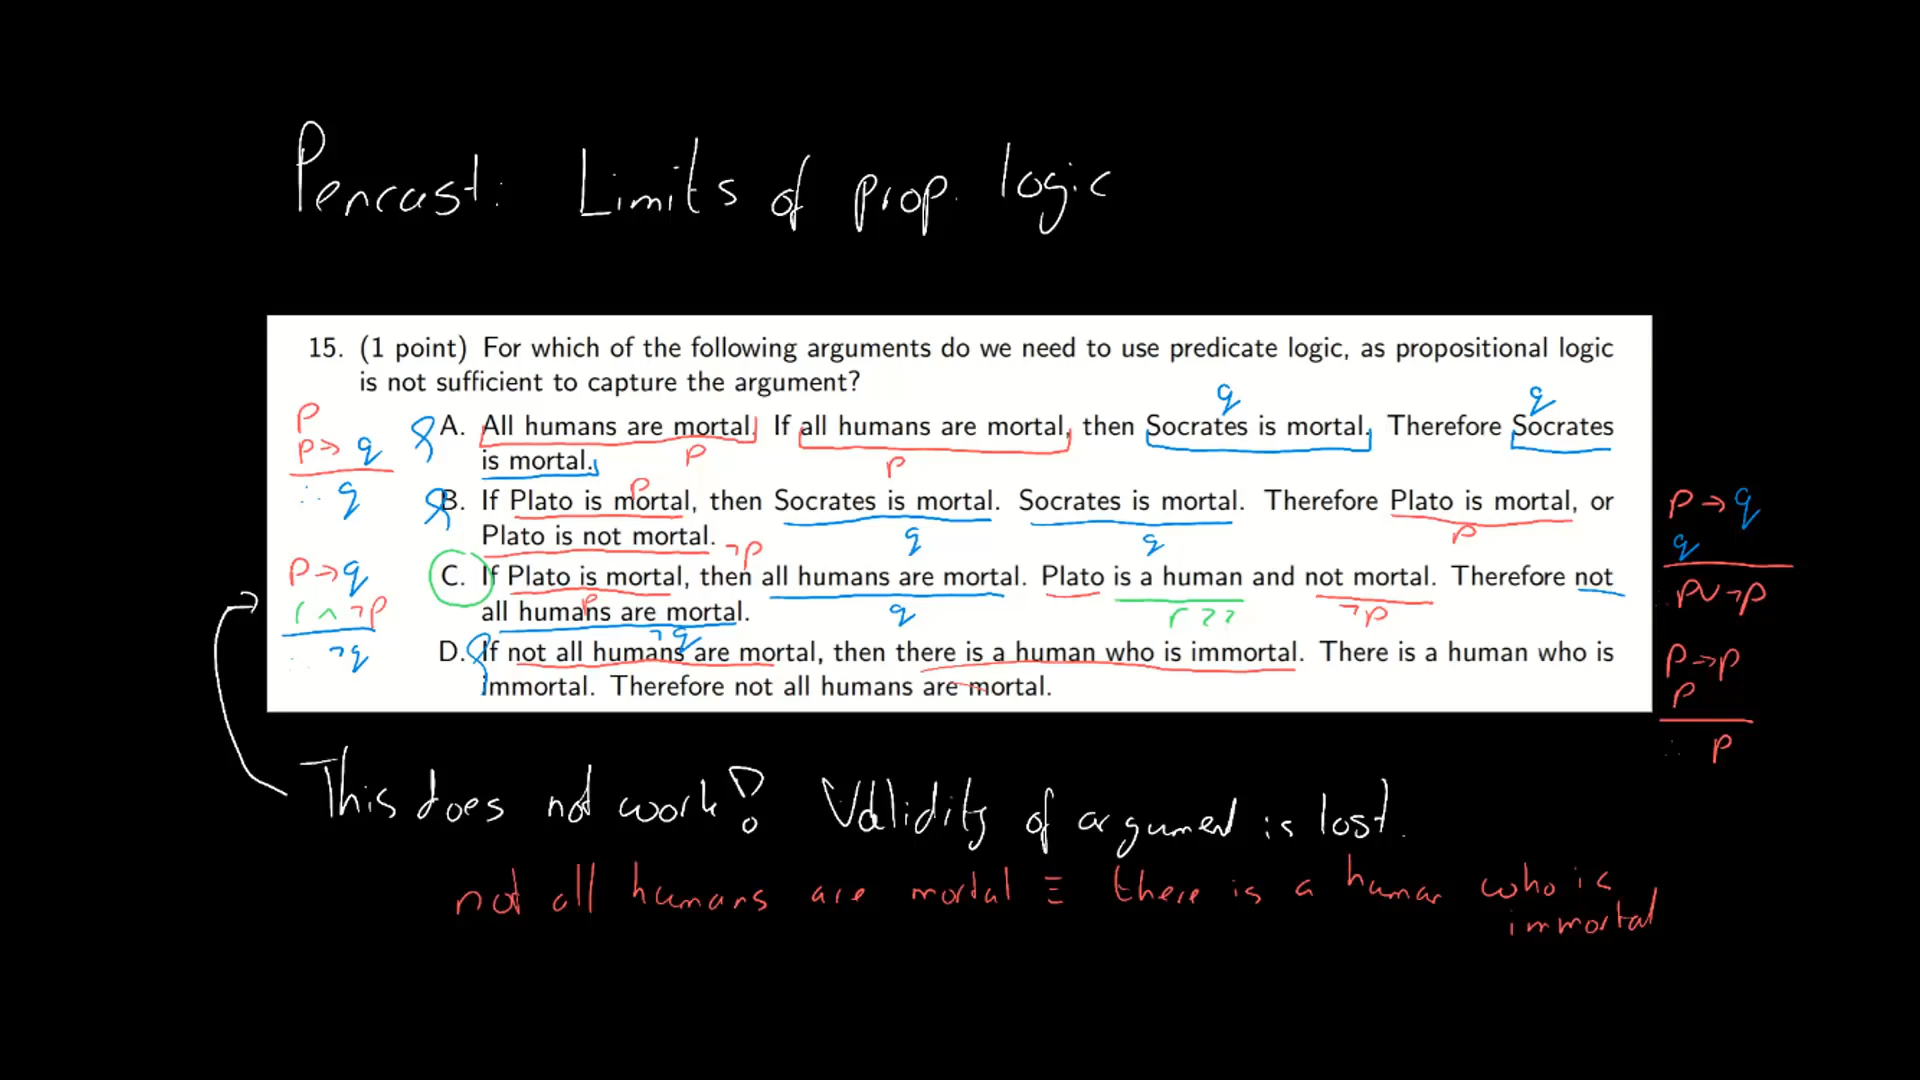 Pencast: Limits of prop. logic
15. (1 point) For which of the following arguments do we need to use predicate logic, as propositional logic
is not sufficient to capture the argument?
q q
A. All humans are mortal. If all humans are mortal, then Socrates is mortal. Therefore Socrates
is mortal.
p p
p
p → q
∴ q
p
B. If Plato is mortal, then Socrates is mortal. Socrates is mortal. Therefore Plato is mortal, or
Plato is not mortal.
¬p q q p
p → q
q
∴ p ∨ ¬p
C. If Plato is mortal, then all humans are mortal. Plato is a human and not mortal. Therefore not
all humans are mortal.
p q r ?? ¬p
¬q
p → q
r ∧ ¬p
∴ ¬q
D. If not all humans are mortal, then there is a human who is immortal. There is a human who is
immortal. Therefore not all humans are mortal.
p → p
p
∴ p
This does not work! Validity of argument is lost.
not all humans are mortal ≡ there is a human who is
immortal